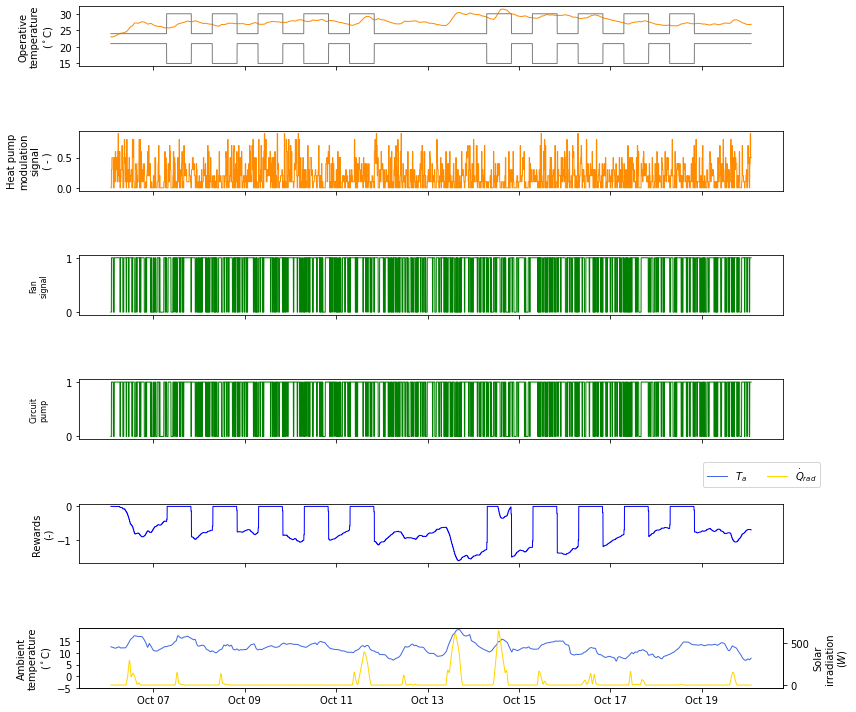 Operative
temperature
(°C)
30
25
20
15
Heat pump
modulation
signal
( - )
0.5
0.0
Fan
signal
1
0
Circuit
pump
1
0
T_a
Q̇_rad
Rewards
(-)
0
−1
Ambient
temperature
(°C)
15
10
5
0
−5
500
0
Solar
irradiation
(W)
Oct 07 Oct 09 Oct 11 Oct 13 Oct 15 Oct 17 Oct 19